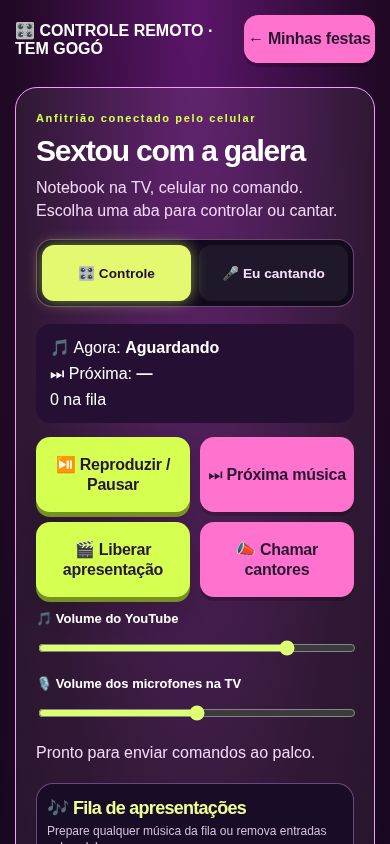 🎛️ CONTROLE REMOTO ·
TEM GOGÓ
← Minhas festas
Anfitrião conectado pelo celular
Sextou com a galera
Notebook na TV, celular no comando.
Escolha uma aba para controlar ou cantar.
🎛️ Controle
🎤 Eu cantando
🎵 Agora: Aguardando
⏭ Próxima: —
0 na fila
⏯️ Reproduzir /
Pausar
⏭ Próxima música
🎬 Liberar
apresentação
📣 Chamar
cantores
🎵 Volume do YouTube
🎙️ Volume dos microfones na TV
Pronto para enviar comandos ao palco.
🎶 Fila de apresentações
Prepare qualquer música da fila ou remova entradas